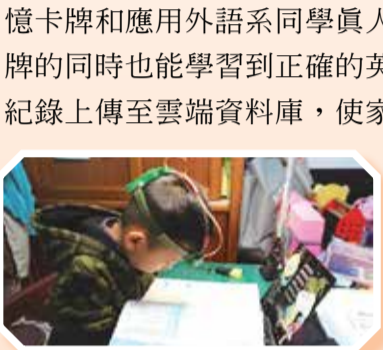 憶卡牌和應用外語系同學真人
牌的同時也能學習到正確的英
紀錄上傳至雲端資料庫，使家